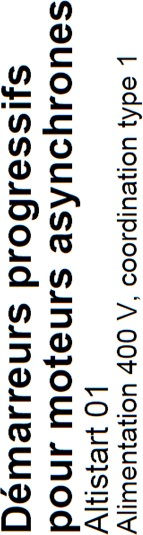 Démarreurs progressifs
pour moteurs asynchrones
Altistart 01
Alimentation 400 V, coordination type 1